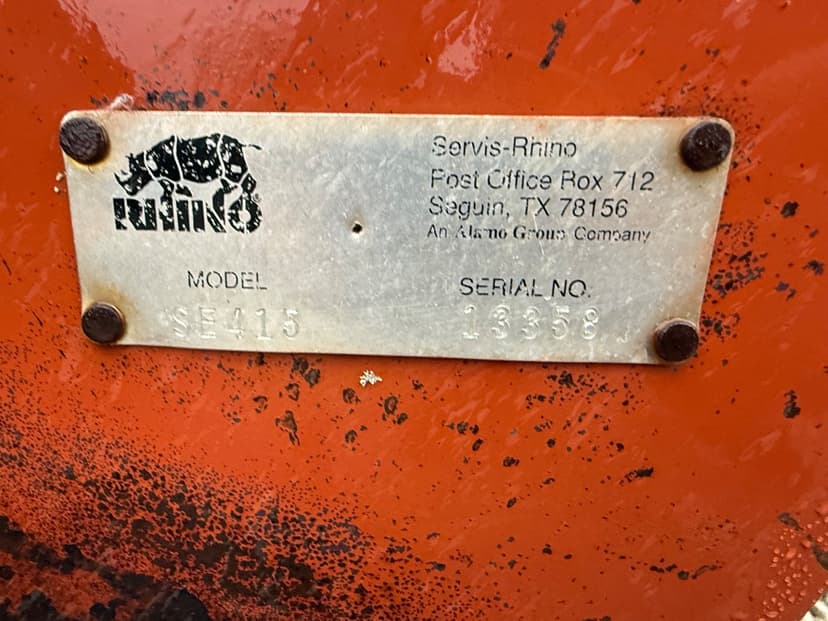 Servis-Rhino
Post Office Box 712
Seguin, TX 78156
An Alamo Group Company
RHINO
MODEL
SERIAL NO.
SE415
13358